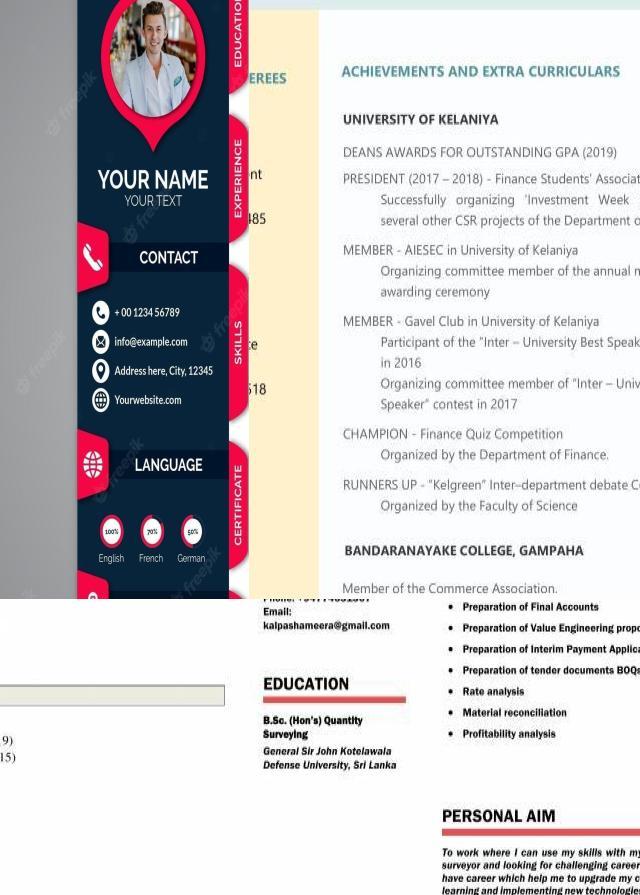 EDUCATION
EXPERIENCE
SKILLS
CERTIFICATE
YOUR NAME
YOUR TEXT
CONTACT
+ 00 1234 56789
info@example.com
Address here, City, 12345
Yourwebsite.com
LANGUAGE
100% 70% 50%
English French German
freepik
EREES
nt
485
ce
518
ACHIEVEMENTS AND EXTRA CURRICULARS
UNIVERSITY OF KELANIYA
DEANS AWARDS FOR OUTSTANDING GPA (2019)
PRESIDENT (2017 – 2018) - Finance Students’ Associat
Successfully organizing ‘Investment Week
several other CSR projects of the Department o
MEMBER - AIESEC in University of Kelaniya
Organizing committee member of the annual m
awarding ceremony
MEMBER - Gavel Club in University of Kelaniya
Participant of the “Inter – University Best Speak
in 2016
Organizing committee member of “Inter – Univ
Speaker” contest in 2017
CHAMPION - Finance Quiz Competition
Organized by the Department of Finance.
RUNNERS UP - “Kelgreen” Inter–department debate Co
Organized by the Faculty of Science
BANDARANAYAKE COLLEGE, GAMPAHA
Member of the Commerce Association.
9)
15)
Email:
kalpashameera@gmail.com
EDUCATION
B.Sc. (Hon’s) Quantity
Surveying
General Sir John Kotelawala
Defense University, Sri Lanka
• Preparation of Final Accounts
• Preparation of Value Engineering propo
• Preparation of Interim Payment Applica
• Preparation of tender documents BOQs
• Rate analysis
• Material reconciliation
• Profitability analysis
PERSONAL AIM
To work where I can use my skills with my
surveyor and looking for challenging career
have career which help me to upgrade my c
learning and implementing new technologies